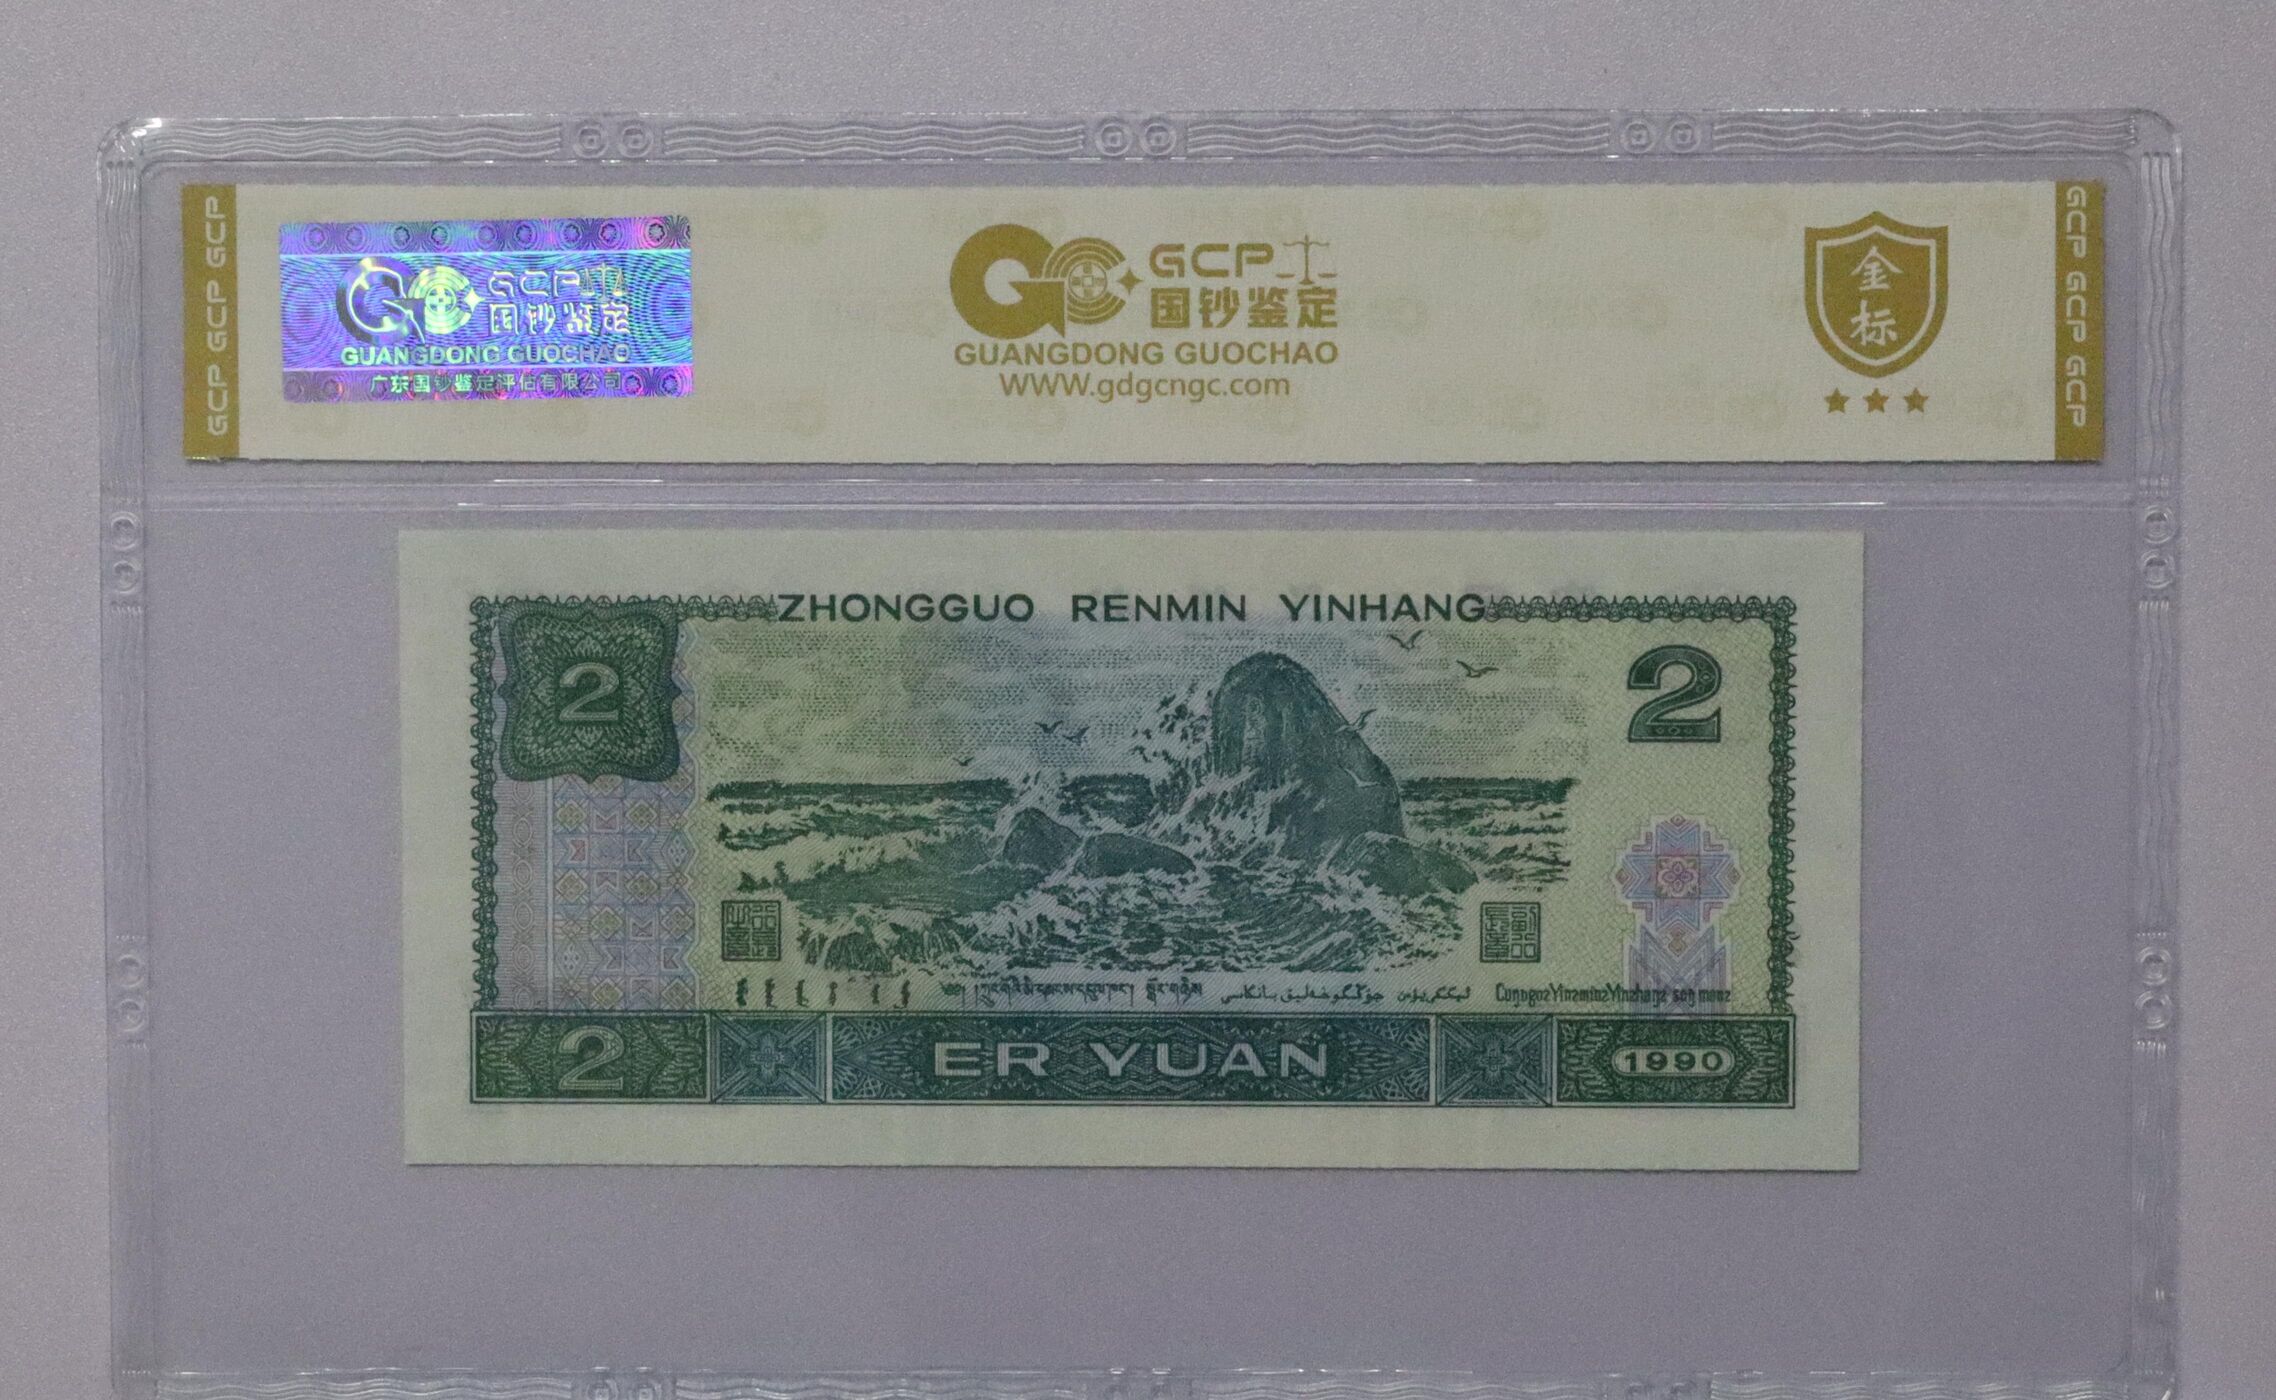 GCP GCP GCP
GCP
国钞鉴定
GUANGDONG GUOCHAO
广东国钞鉴定评估有限公司
GCP
国钞鉴定
GUANGDONG GUOCHAO
WWW.gdgcngc.com
金
标
GCP GCP GCP
ZHONGGUO RENMIN YINHANG
2
2
CuŋƨgozYinƨminƨYinzhaŋƨ
2
ER YUAN
1990